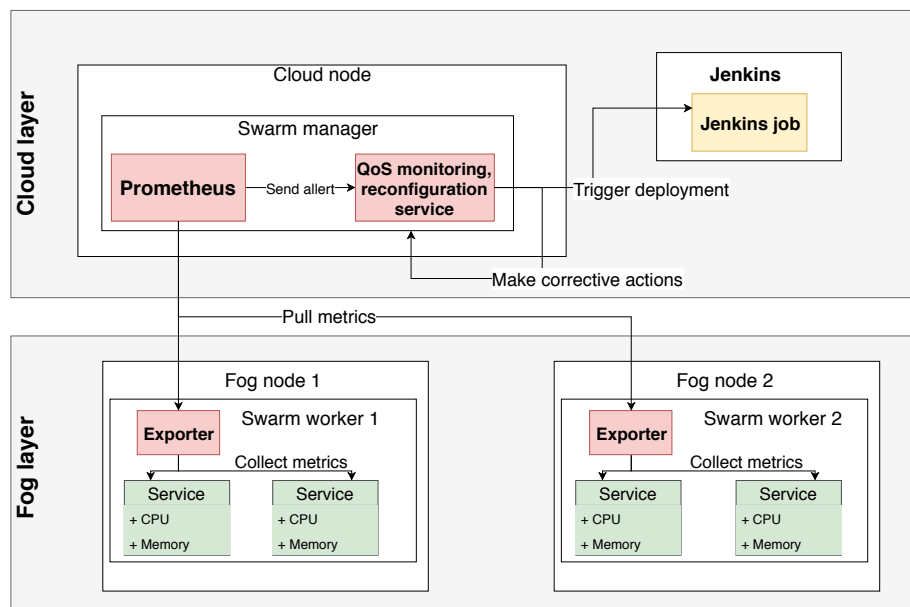 Cloud layer
Cloud node
Swarm manager
Prometheus
Send allert
QoS monitoring,
reconfiguration
service
Jenkins
Jenkins job
Trigger deployment
Make corrective actions
Pull metrics
Fog layer
Fog node 1
Swarm worker 1
Exporter
Collect metrics
Service
+ CPU
+ Memory
Service
+ CPU
+ Memory
Fog node 2
Swarm worker 2
Exporter
Collect metrics
Service
+ CPU
+ Memory
Service
+ CPU
+ Memory